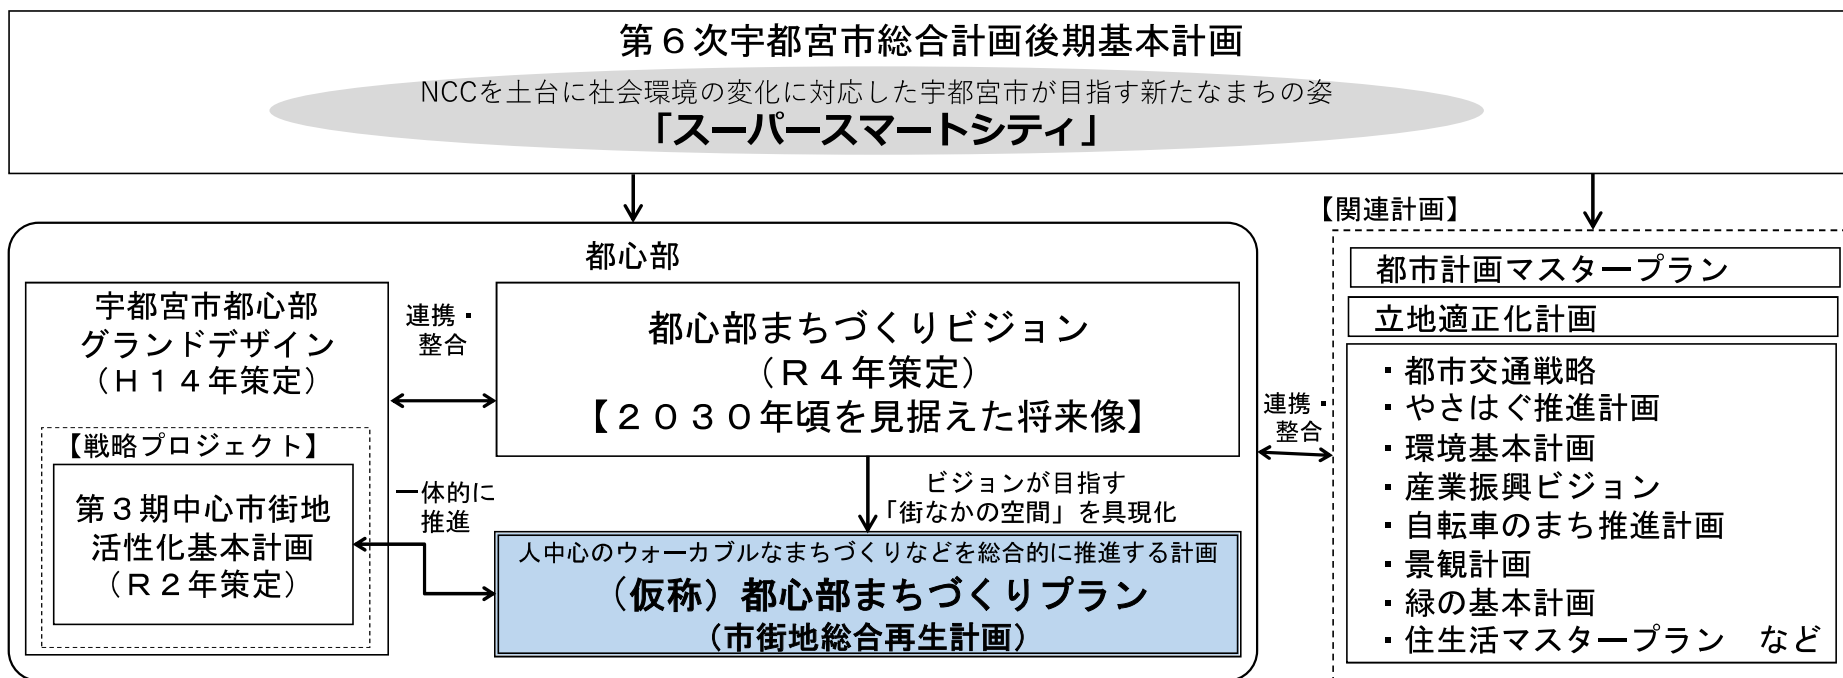 第６次宇都宮市総合計画後期基本計画
NCCを土台に社会環境の変化に対応した宇都宮市が目指す新たなまちの姿
「スーパースマートシティ」
都心部
宇都宮市都心部
グランドデザイン
（Ｈ１４年策定）
【戦略プロジェクト】
第３期中心市街地
活性化基本計画
（Ｒ２年策定）
連携・
整合
一体的に
推進
都心部まちづくりビジョン
（Ｒ４年策定）
【２０３０年頃を見据えた将来像】
ビジョンが目指す
「街なかの空間」を具現化
人中心のウォーカブルなまちづくりなどを総合的に推進する計画
（仮称）都心部まちづくりプラン
（市街地総合再生計画）
連携・
整合
【関連計画】
都市計画マスタープラン
立地適正化計画
・都市交通戦略
・やさはぐ推進計画
・環境基本計画
・産業振興ビジョン
・自転車のまち推進計画
・景観計画
・緑の基本計画
・住生活マスタープラン　など